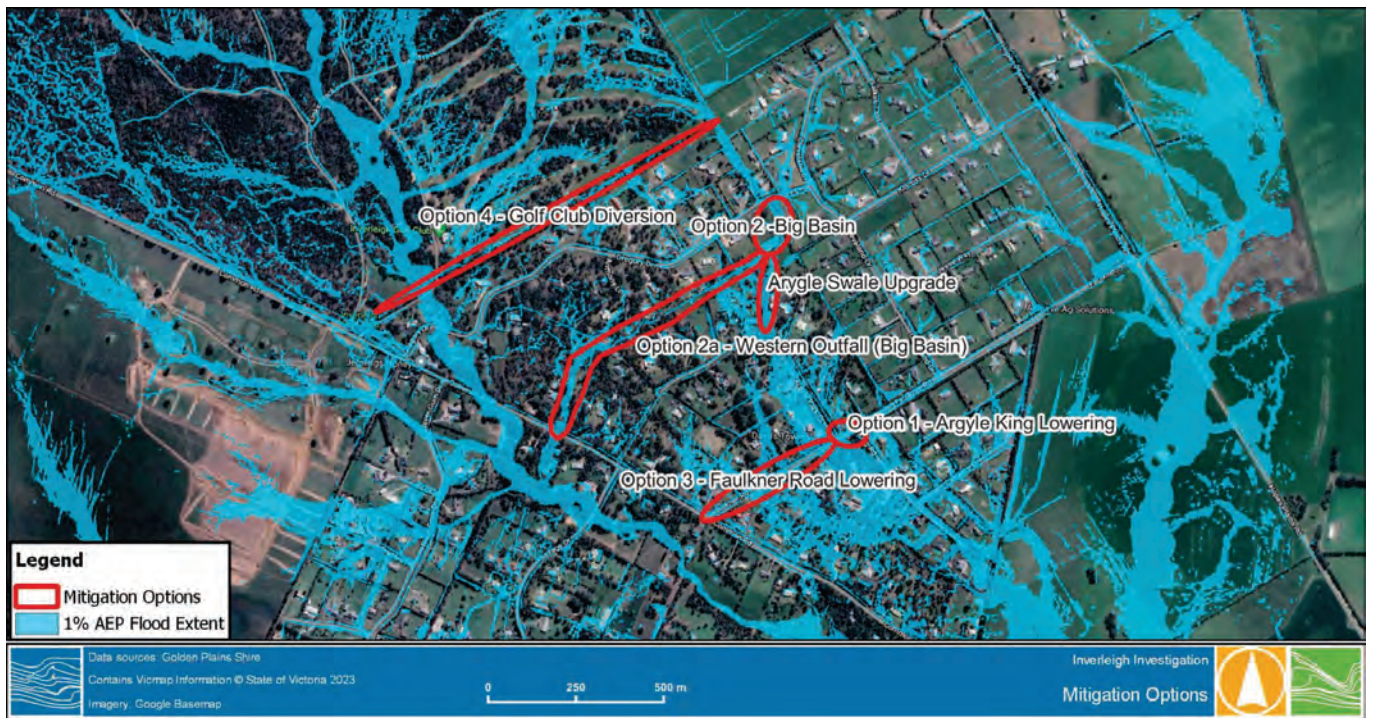 Option 4 - Golf Club Diversion
Option 2 -Big Basin
Arygle Swale Upgrade
Option 2a - Western Outfall (Big Basin)
Option 1 - Argyle King Lowering
Option 3 - Faulkner Road Lowering
Legend
Mitigation Options
1% AEP Flood Extent
Data sources: Golden Plains Shire
Contains Vicmap Information © State of Victoria 2023
Imagery: Google Basemap
0 250 500 m
Inverleigh Investigation
Mitigation Options